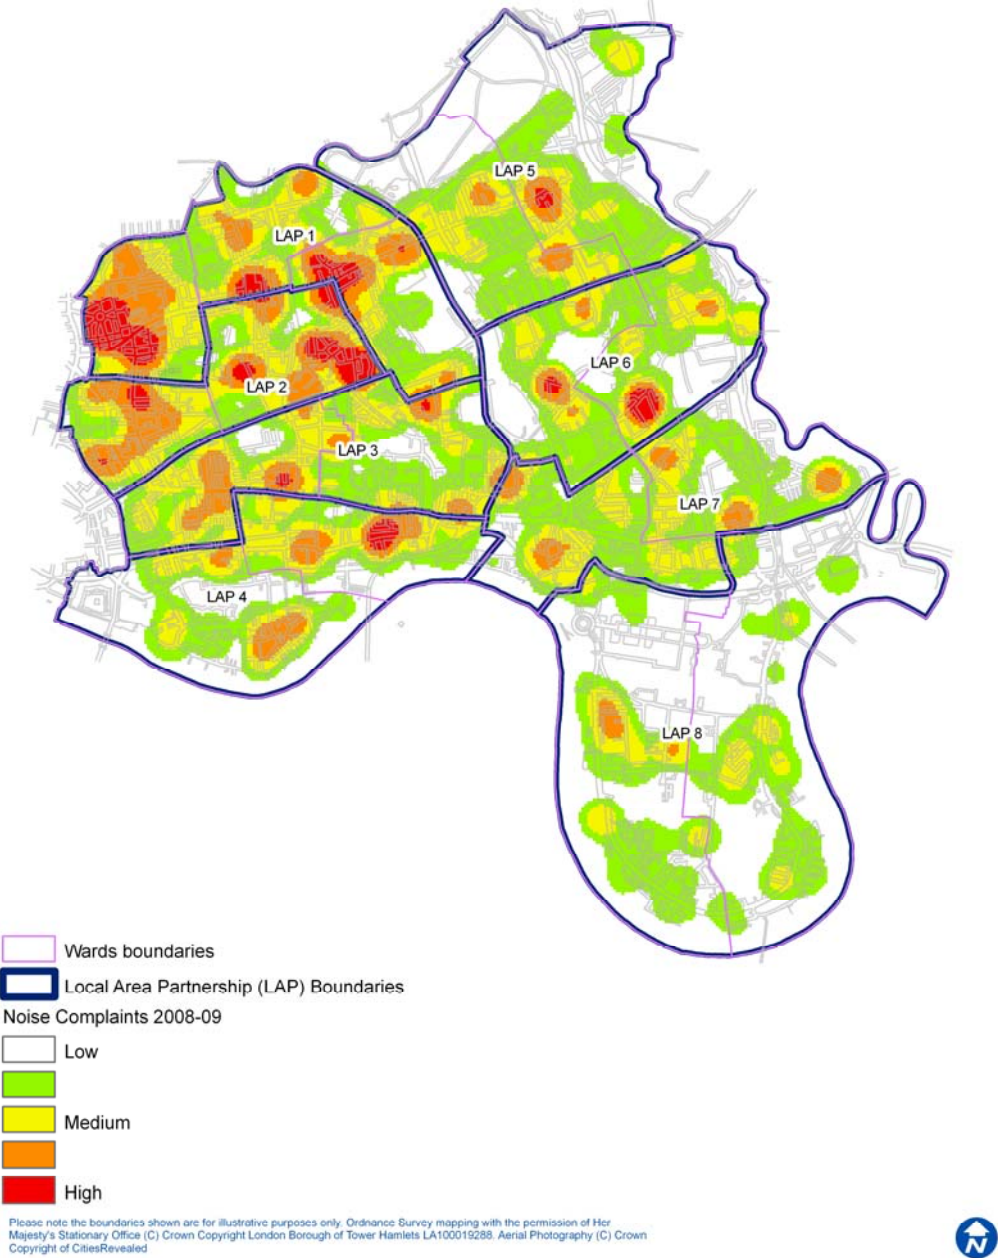 LAP 5
LAP 1
LAP 6
LAP 2
LAP 3
LAP 7
LAP 4
LAP 8
Wards boundaries
Local Area Partnership (LAP) Boundaries
Noise Complaints 2008-09
Low
Medium
High
Please note the boundaries shown are for illustrative purposes only. Ordnance Survey mapping with the permission of Her
Majesty's Stationary Office (C) Crown Copyright London Borough of Tower Hamlets LA100019288. Aerial Photography (C) Crown
Copyright of CitiesRevealed
N